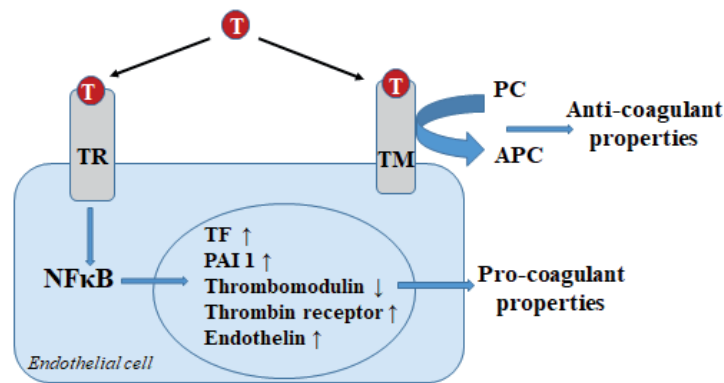 T
T
T
TR
TM
PC
APC
Anti-coagulant
properties
NFκB
TF ↑
PAI 1 ↑
Thrombomodulin ↓
Thrombin receptor ↑
Endothelin ↑
Pro-coagulant
properties
Endothelial cell